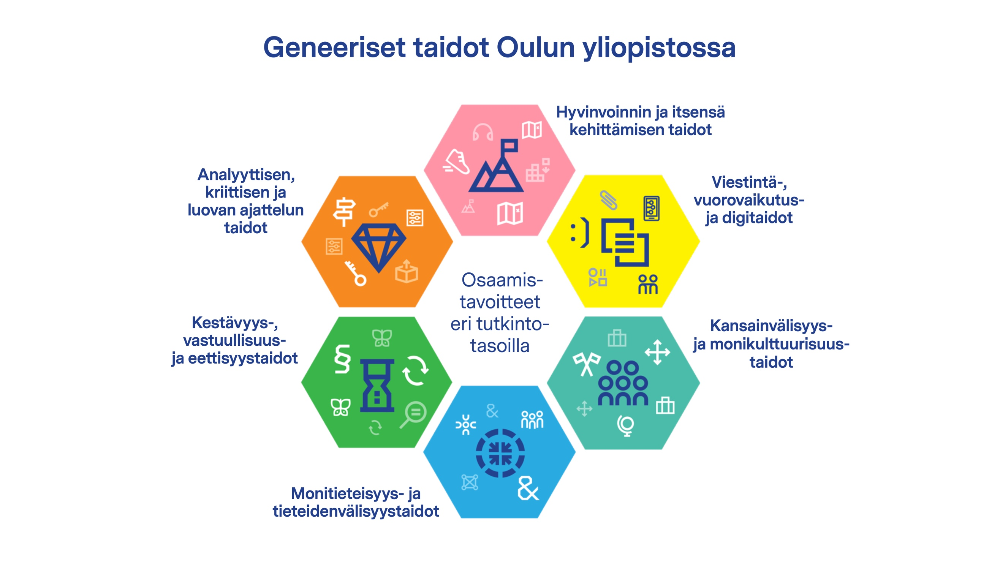 Geneeriset taidot Oulun yliopistossa
Hyvinvoinnin ja itsensä
kehittämisen taidot
Viestintä-,
vuorovaikutus-
ja digitaidot
Kansainvälisyys-
ja monikulttuurisuus-
taidot
Monitieteisyys- ja
tieteidenvälisyystaidot
Kestävyys-,
vastuullisuus-
ja eettisyystaidot
Analyyttisen,
kriittisen ja
luovan ajattelun
taidot
Osaamis-
tavoitteet
eri tutkinto-
tasoilla
:)
§
&
&